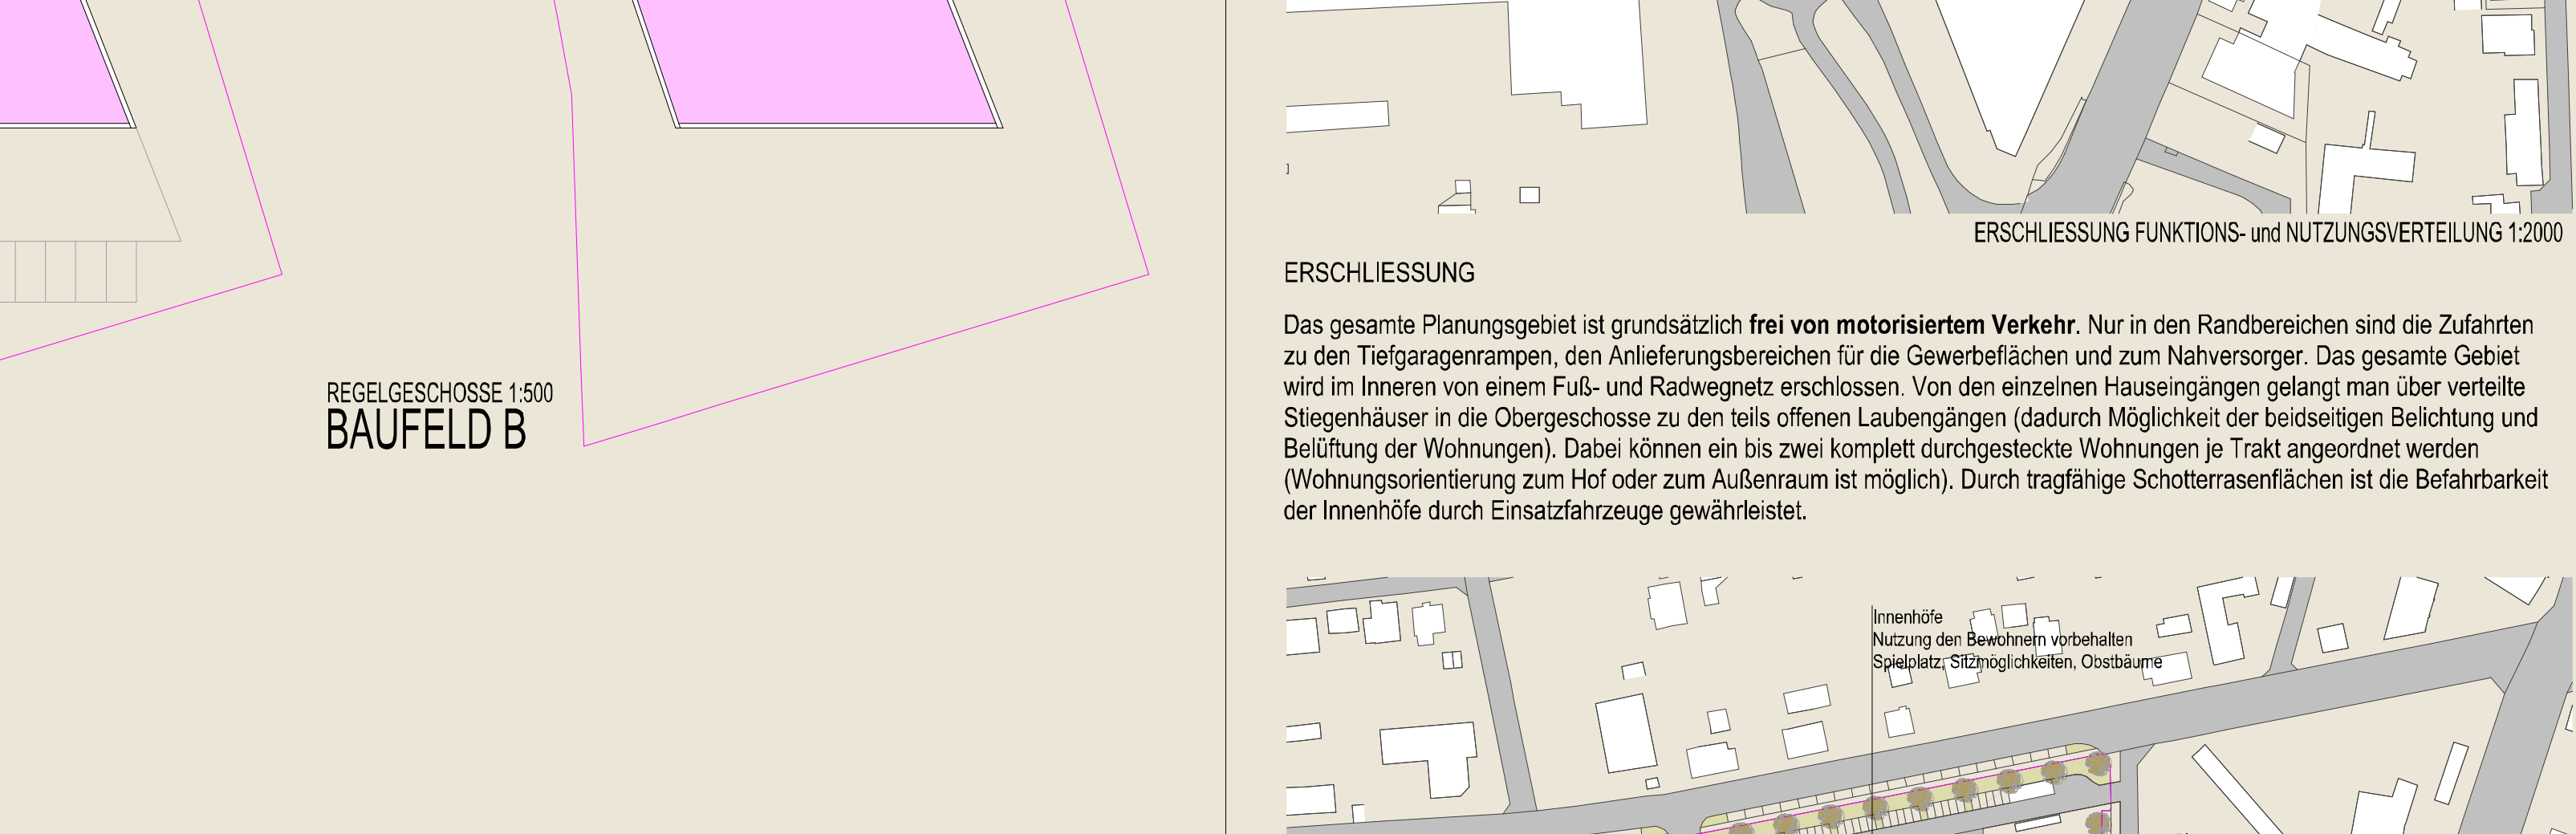 REGELGESCHOSSE 1:500
BAUFELD B
ERSCHLIESSUNG FUNKTIONS- und NUTZUNGSVERTEILUNG 1:2000
ERSCHLIESSUNG
Das gesamte Planungsgebiet ist grundsätzlich frei von motorisiertem Verkehr. Nur in den Randbereichen sind die Zufahrten
zu den Tiefgaragenrampen, den Anlieferungsbereichen für die Gewerbeflächen und zum Nahversorger. Das gesamte Gebiet
wird im Inneren von einem Fuß- und Radwegnetz erschlossen. Von den einzelnen Hauseingängen gelangt man über verteilte
Stiegenhäuser in die Obergeschosse zu den teils offenen Laubengängen (dadurch Möglichkeit der beidseitigen Belichtung und
Belüftung der Wohnungen). Dabei können ein bis zwei komplett durchgesteckte Wohnungen je Trakt angeordnet werden
(Wohnungsorientierung zum Hof oder zum Außenraum ist möglich). Durch tragfähige Schotterrasenflächen ist die Befahrbarkeit
der Innenhöfe durch Einsatzfahrzeuge gewährleistet.
Innenhöfe
Nutzung den Bewohnern vorbehalten
Spielplatz, Sitzmöglichkeiten, Obstbäume